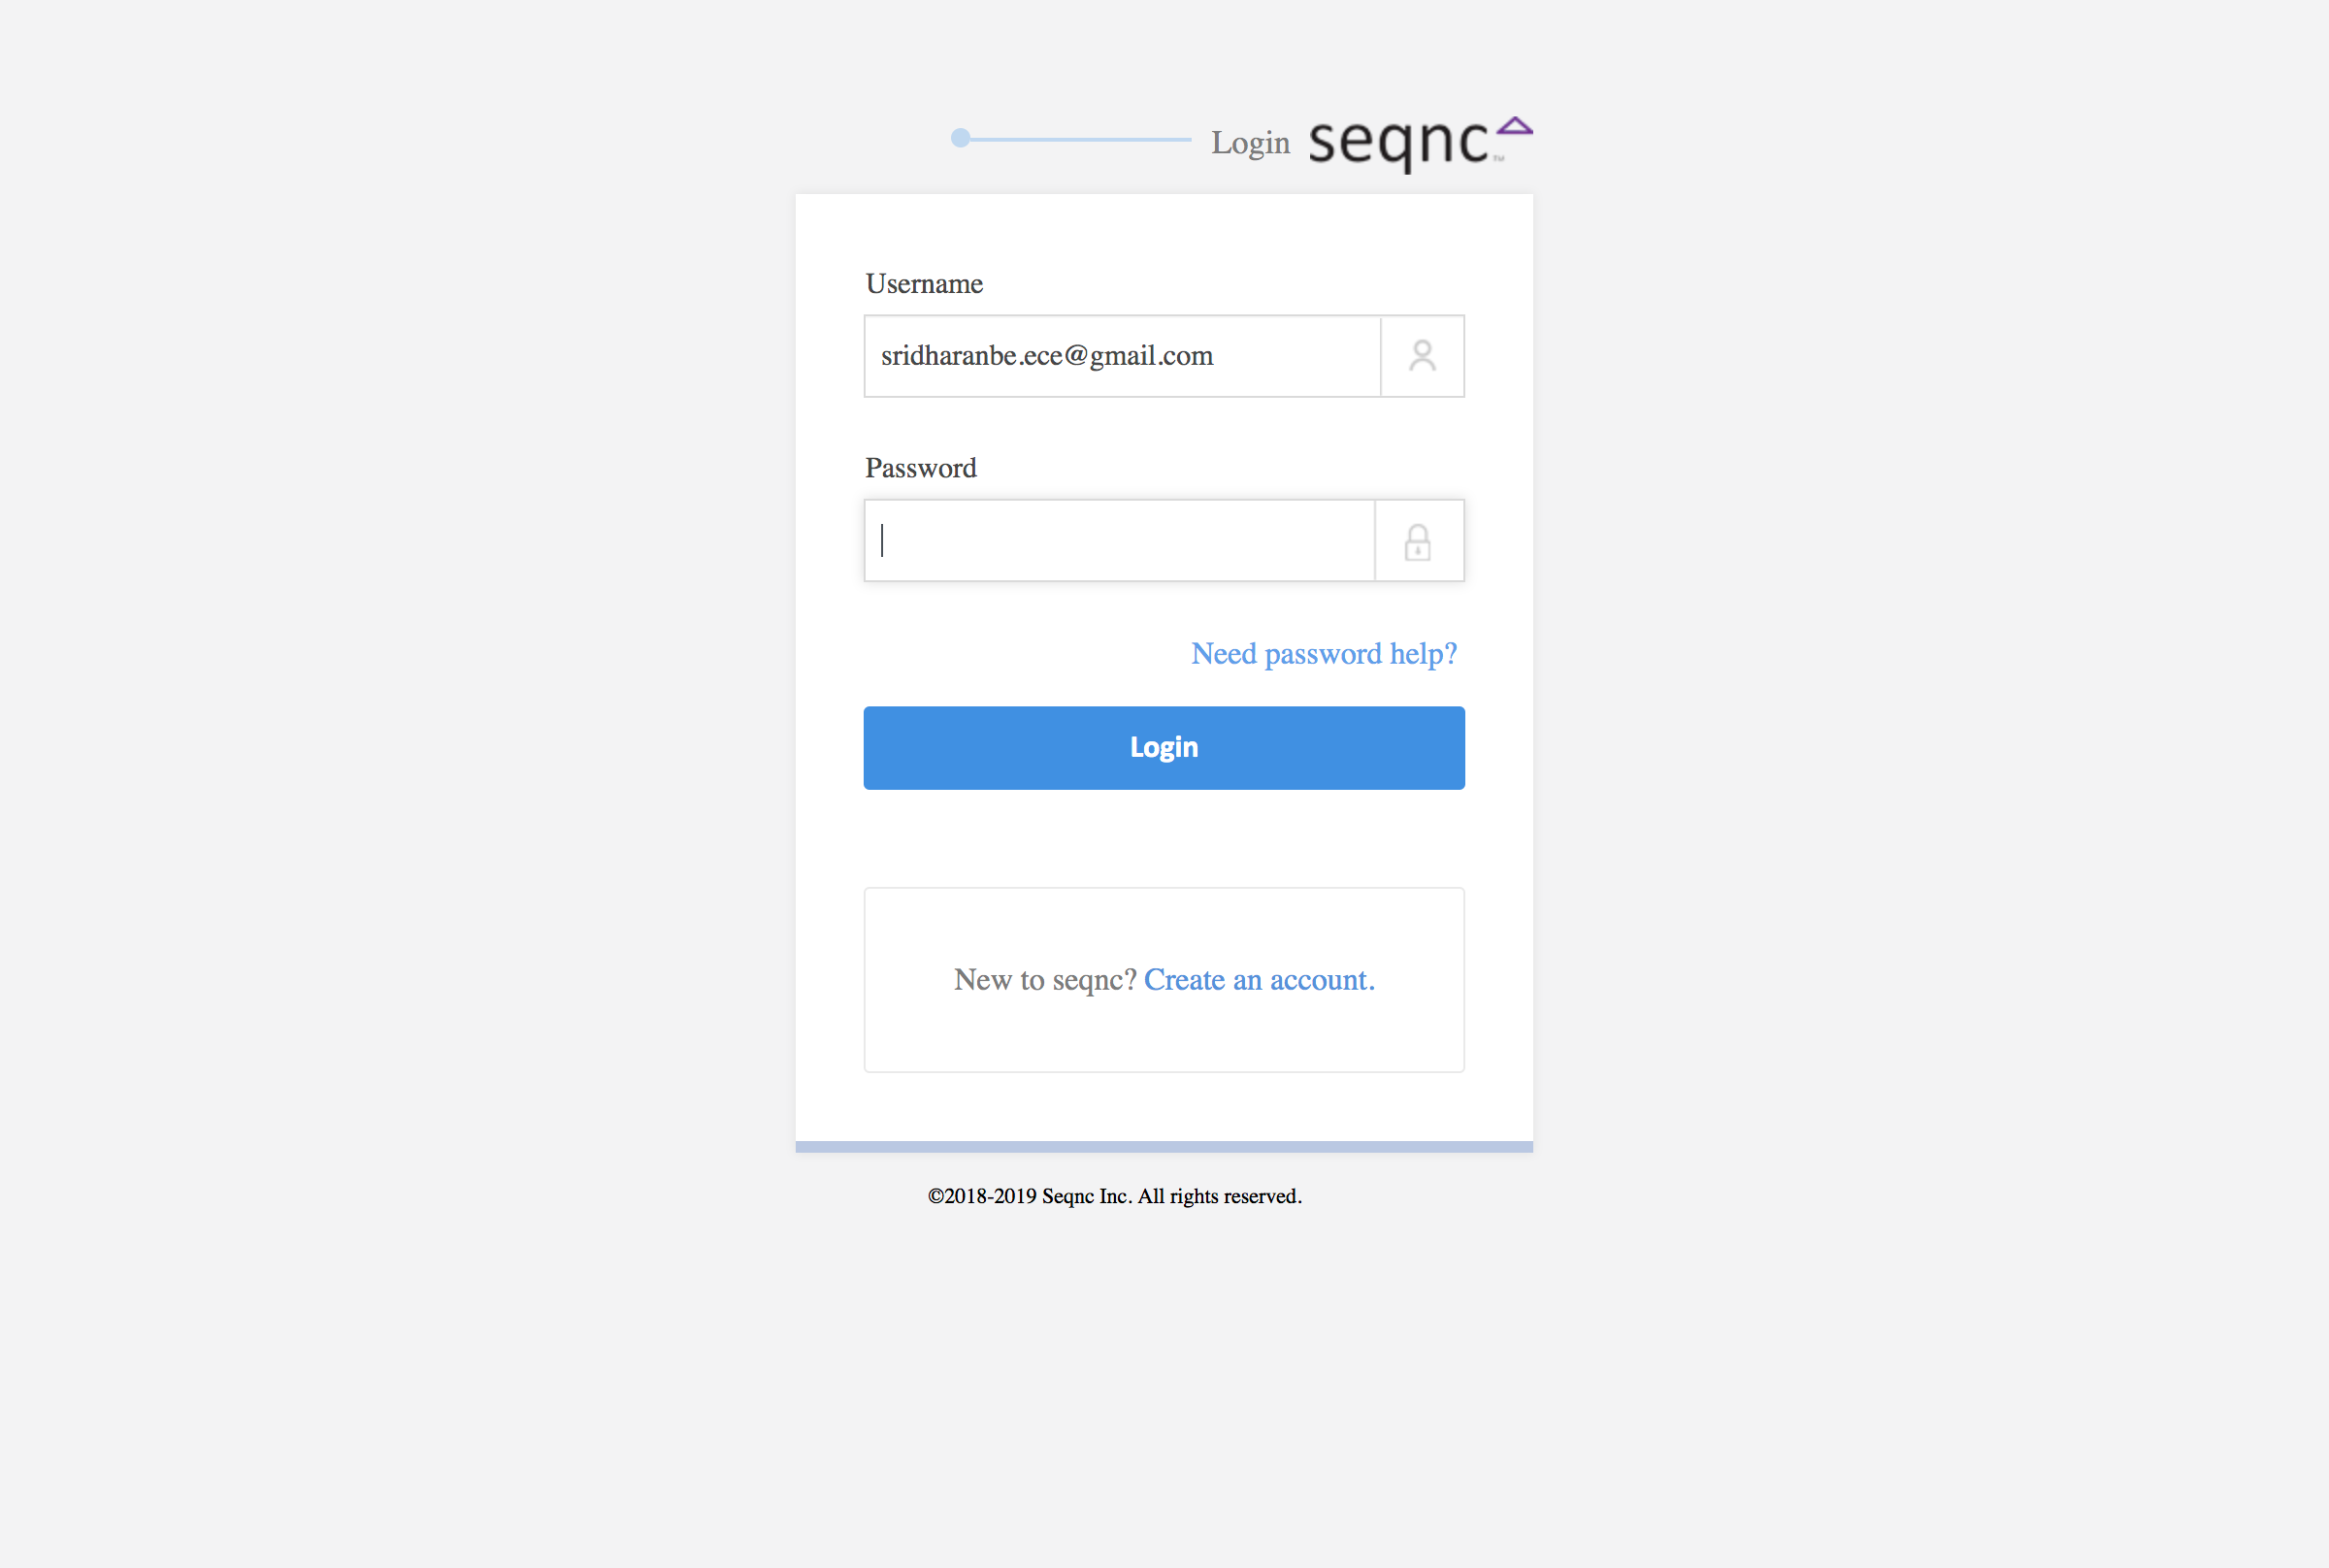 Login seqnc™
Username
sridharanbe.ece@gmail.com
Password
Need password help?
Login
New to seqnc? Create an account.
©2018-2019 Seqnc Inc. All rights reserved.